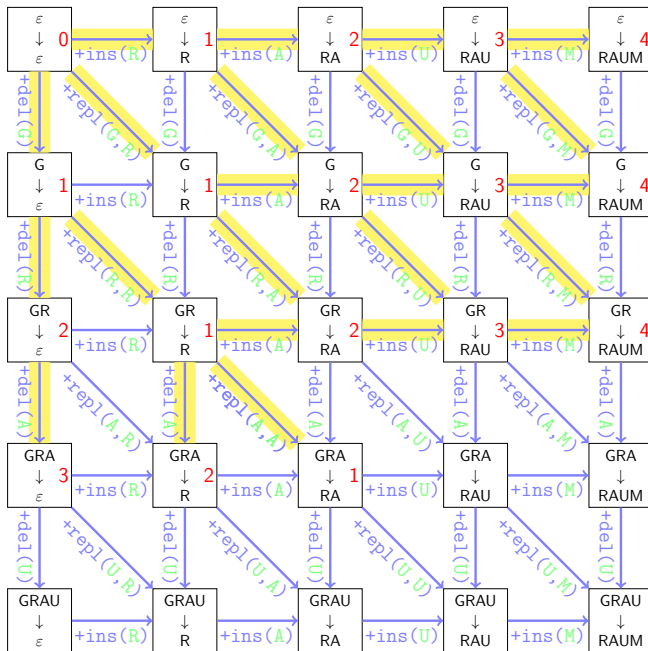 ε ε ε ε ε
↓ 0 ↓ 1 ↓ 2 ↓ 3 ↓ 4
ε +ins(R) R +ins(A) RA +ins(U) RAU +ins(M) RAUM
+del(G) +repl(G,R) +del(G) +repl(G,A) +del(G) +repl(G,U) +del(G) +repl(G,M) +del(G)
G G G G G
↓ 1 ↓ 1 ↓ 2 ↓ 3 ↓ 4
ε +ins(R) R +ins(A) RA +ins(U) RAU +ins(M) RAUM
+del(R) +repl(R,R) +del(R) +repl(R,A) +del(R) +repl(R,U) +del(R) +repl(R,M) +del(R)
GR GR GR GR GR
↓ 2 ↓ 1 ↓ 2 ↓ 3 ↓ 4
ε +ins(R) R +ins(A) RA +ins(U) RAU +ins(M) RAUM
+del(A) +repl(A,R) +del(A) +repl(A,A) +del(A) +repl(A,U) +del(A) +repl(A,M) +del(A)
GRA GRA GRA GRA GRA
↓ 3 ↓ 2 ↓ 1 ↓ ↓
ε +ins(R) R +ins(A) RA +ins(U) RAU +ins(M) RAUM
+del(U) +repl(U,R) +del(U) +repl(U,A) +del(U) +repl(U,U) +del(U) +repl(U,M) +del(U)
GRAU GRAU GRAU GRAU GRAU
↓ ↓ ↓ ↓ ↓
ε +ins(R) R +ins(A) RA +ins(U) RAU +ins(M) RAUM